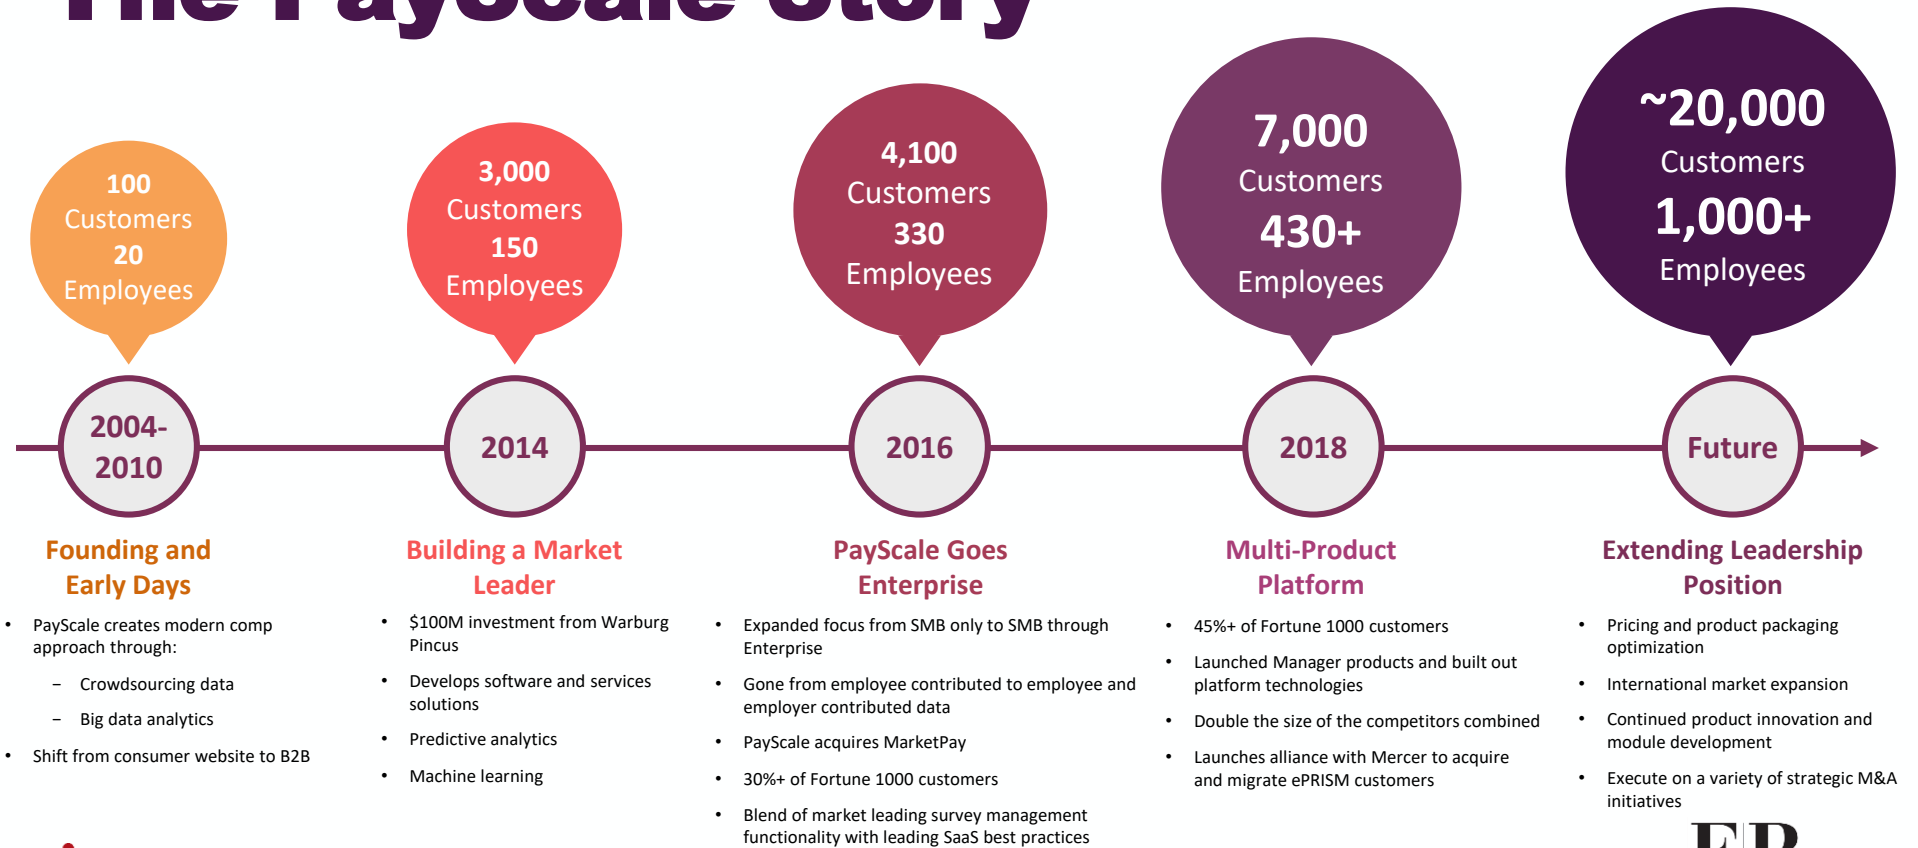 The PayScale Story
100
Customers
20
Employees
3,000
Customers
150
Employees
4,100
Customers
330
Employees
7,000
Customers
430+
Employees
~20,000
Customers
1,000+
Employees
2004-
2010
2014
2016
2018
Future
Founding and
Early Days
• PayScale creates modern comp
approach through:
– Crowdsourcing data
– Big data analytics
• Shift from consumer website to B2B
Building a Market
Leader
• $100M investment from Warburg
Pincus
• Develops software and services
solutions
• Predictive analytics
• Machine learning
PayScale Goes
Enterprise
• Expanded focus from SMB only to SMB through
Enterprise
• Gone from employee contributed to employee and
employer contributed data
• PayScale acquires MarketPay
• 30%+ of Fortune 1000 customers
• Blend of market leading survey management
functionality with leading SaaS best practices
Multi-Product
Platform
• 45%+ of Fortune 1000 customers
• Launched Manager products and built out
platform technologies
• Double the size of the competitors combined
• Launches alliance with Mercer to acquire
and migrate ePRISM customers
Extending Leadership
Position
• Pricing and product packaging
optimization
• International market expansion
• Continued product innovation and
module development
• Execute on a variety of strategic M&A
initiatives